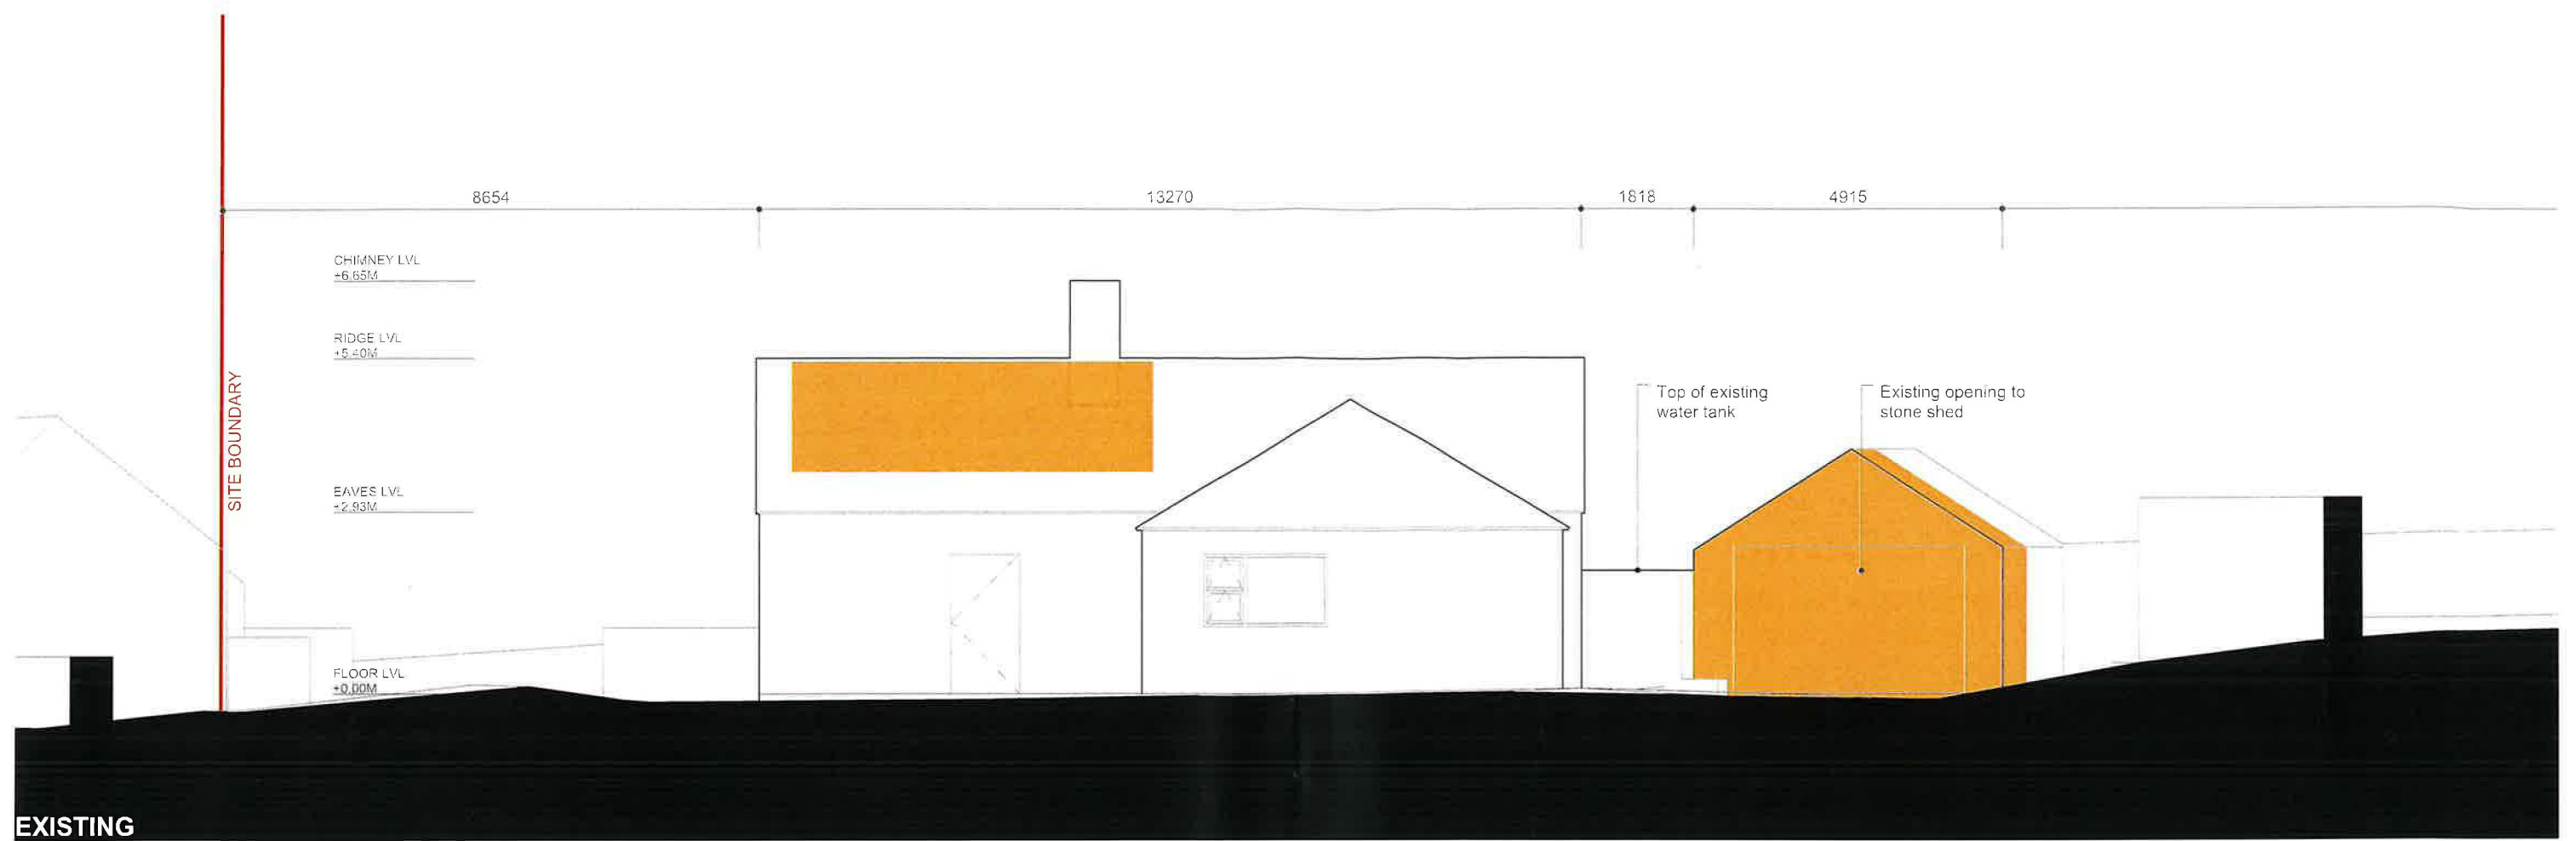 8654
13270
1818
4915
CHIMNEY LVL
+6.65M
RIDGE LVL
+5.40M
SITE BOUNDARY
Top of existing
water tank
Existing opening to
stone shed
EAVES LVL
+2.93M
FLOOR LVL
+0.00M
EXISTING